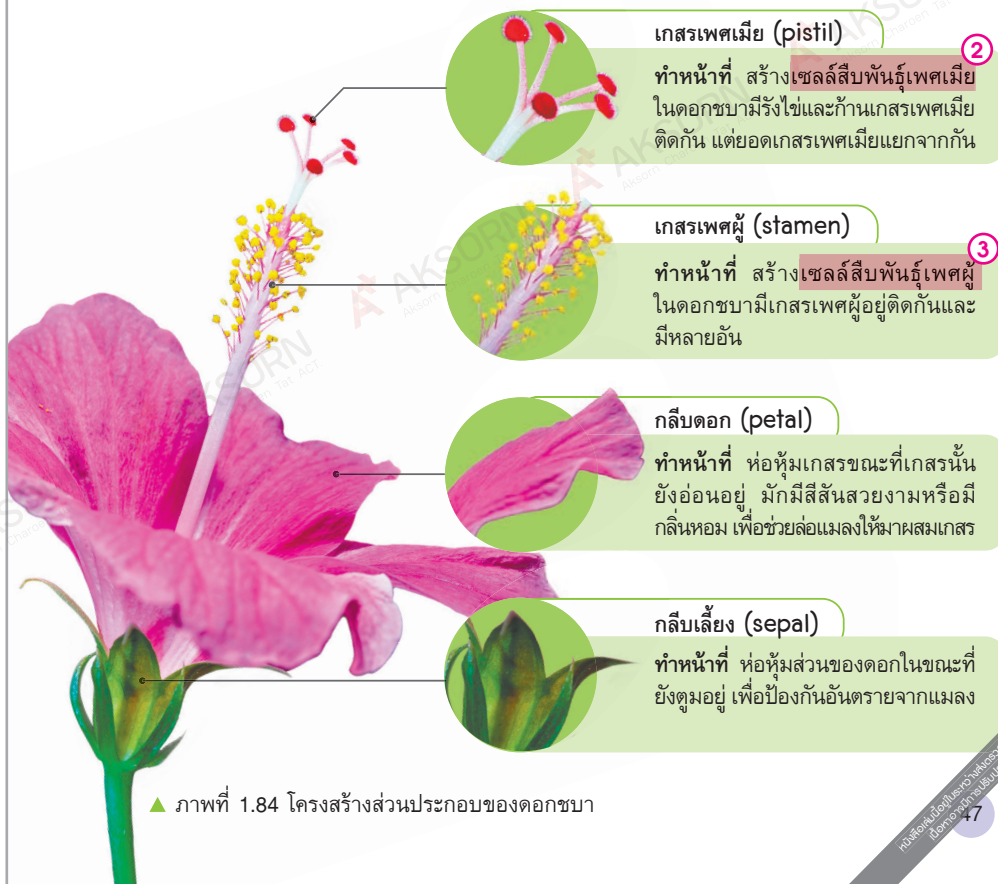 เกสรเพศเมีย (pistil)
2
ทำหน้าที่ สร้างเซลล์สืบพันธุ์เพศเมีย
ในดอกชบามีรังไข่และก้านเกสรเพศเมีย
ติดกัน แต่ยอดเกสรเพศเมียแยกจากกัน
เกสรเพศผู้ (stamen)
3
ทำหน้าที่ สร้างเซลล์สืบพันธุ์เพศผู้
ในดอกชบามีเกสรเพศผู้อยู่ติดกันและ
มีหลายอัน
กลีบดอก (petal)
ทำหน้าที่ ห่อหุ้มเกสรขณะที่เกสรนั้น
ยังอ่อนอยู่ มักมีสีสันสวยงามหรือมี
กลิ่นหอม เพื่อช่วยล่อแมลงให้มาผสมเกสร
กลีบเลี้ยง (sepal)
ทำหน้าที่ ห่อหุ้มส่วนของดอกในขณะที่
ยังตูมอยู่ เพื่อป้องกันอันตรายจากแมลง
▲ ภาพที่ 1.84 โครงสร้างส่วนประกอบของดอกชบา
47
AKSORN
Aksorn Charoen Tat ACT